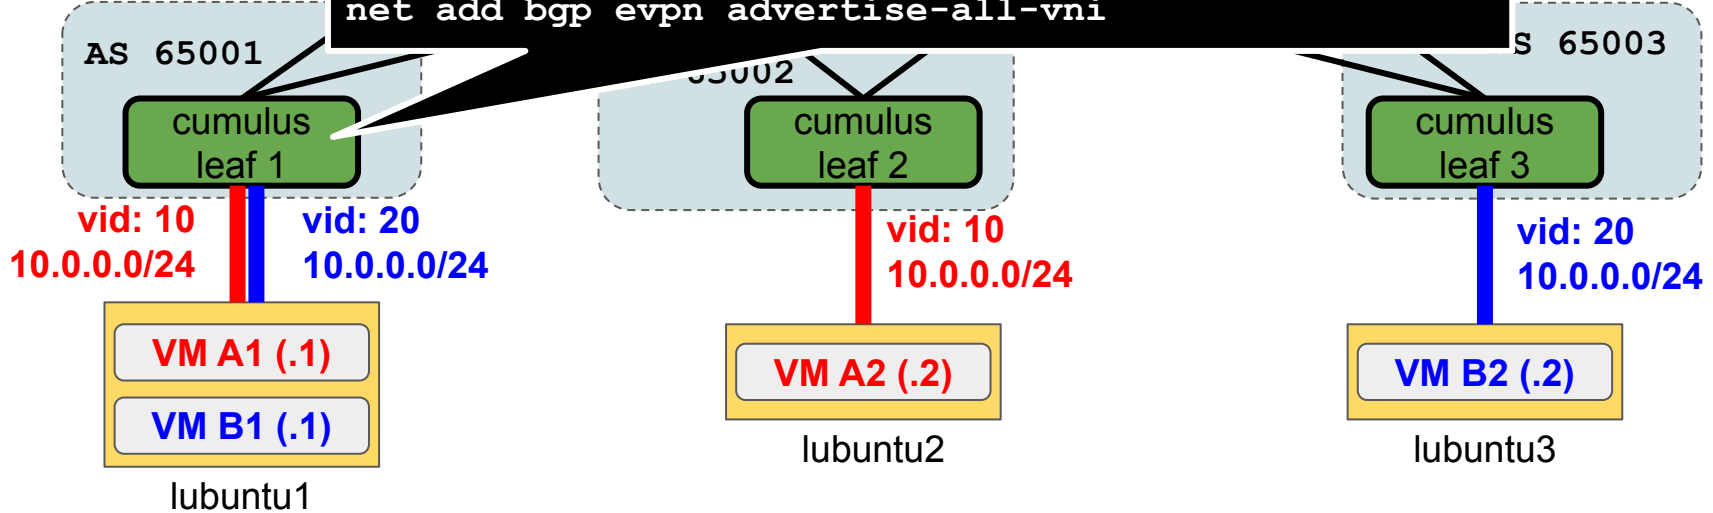 net add bgp evpn advertise-all-vni
AS 65001
65002
S 65003
cumulus
leaf 1
cumulus
leaf 2
cumulus
leaf 3
vid: 10
10.0.0.0/24
vid: 20
10.0.0.0/24
vid: 10
10.0.0.0/24
vid: 20
10.0.0.0/24
VM A1 (.1)
VM B1 (.1)
lubuntu1
VM A2 (.2)
lubuntu2
VM B2 (.2)
lubuntu3